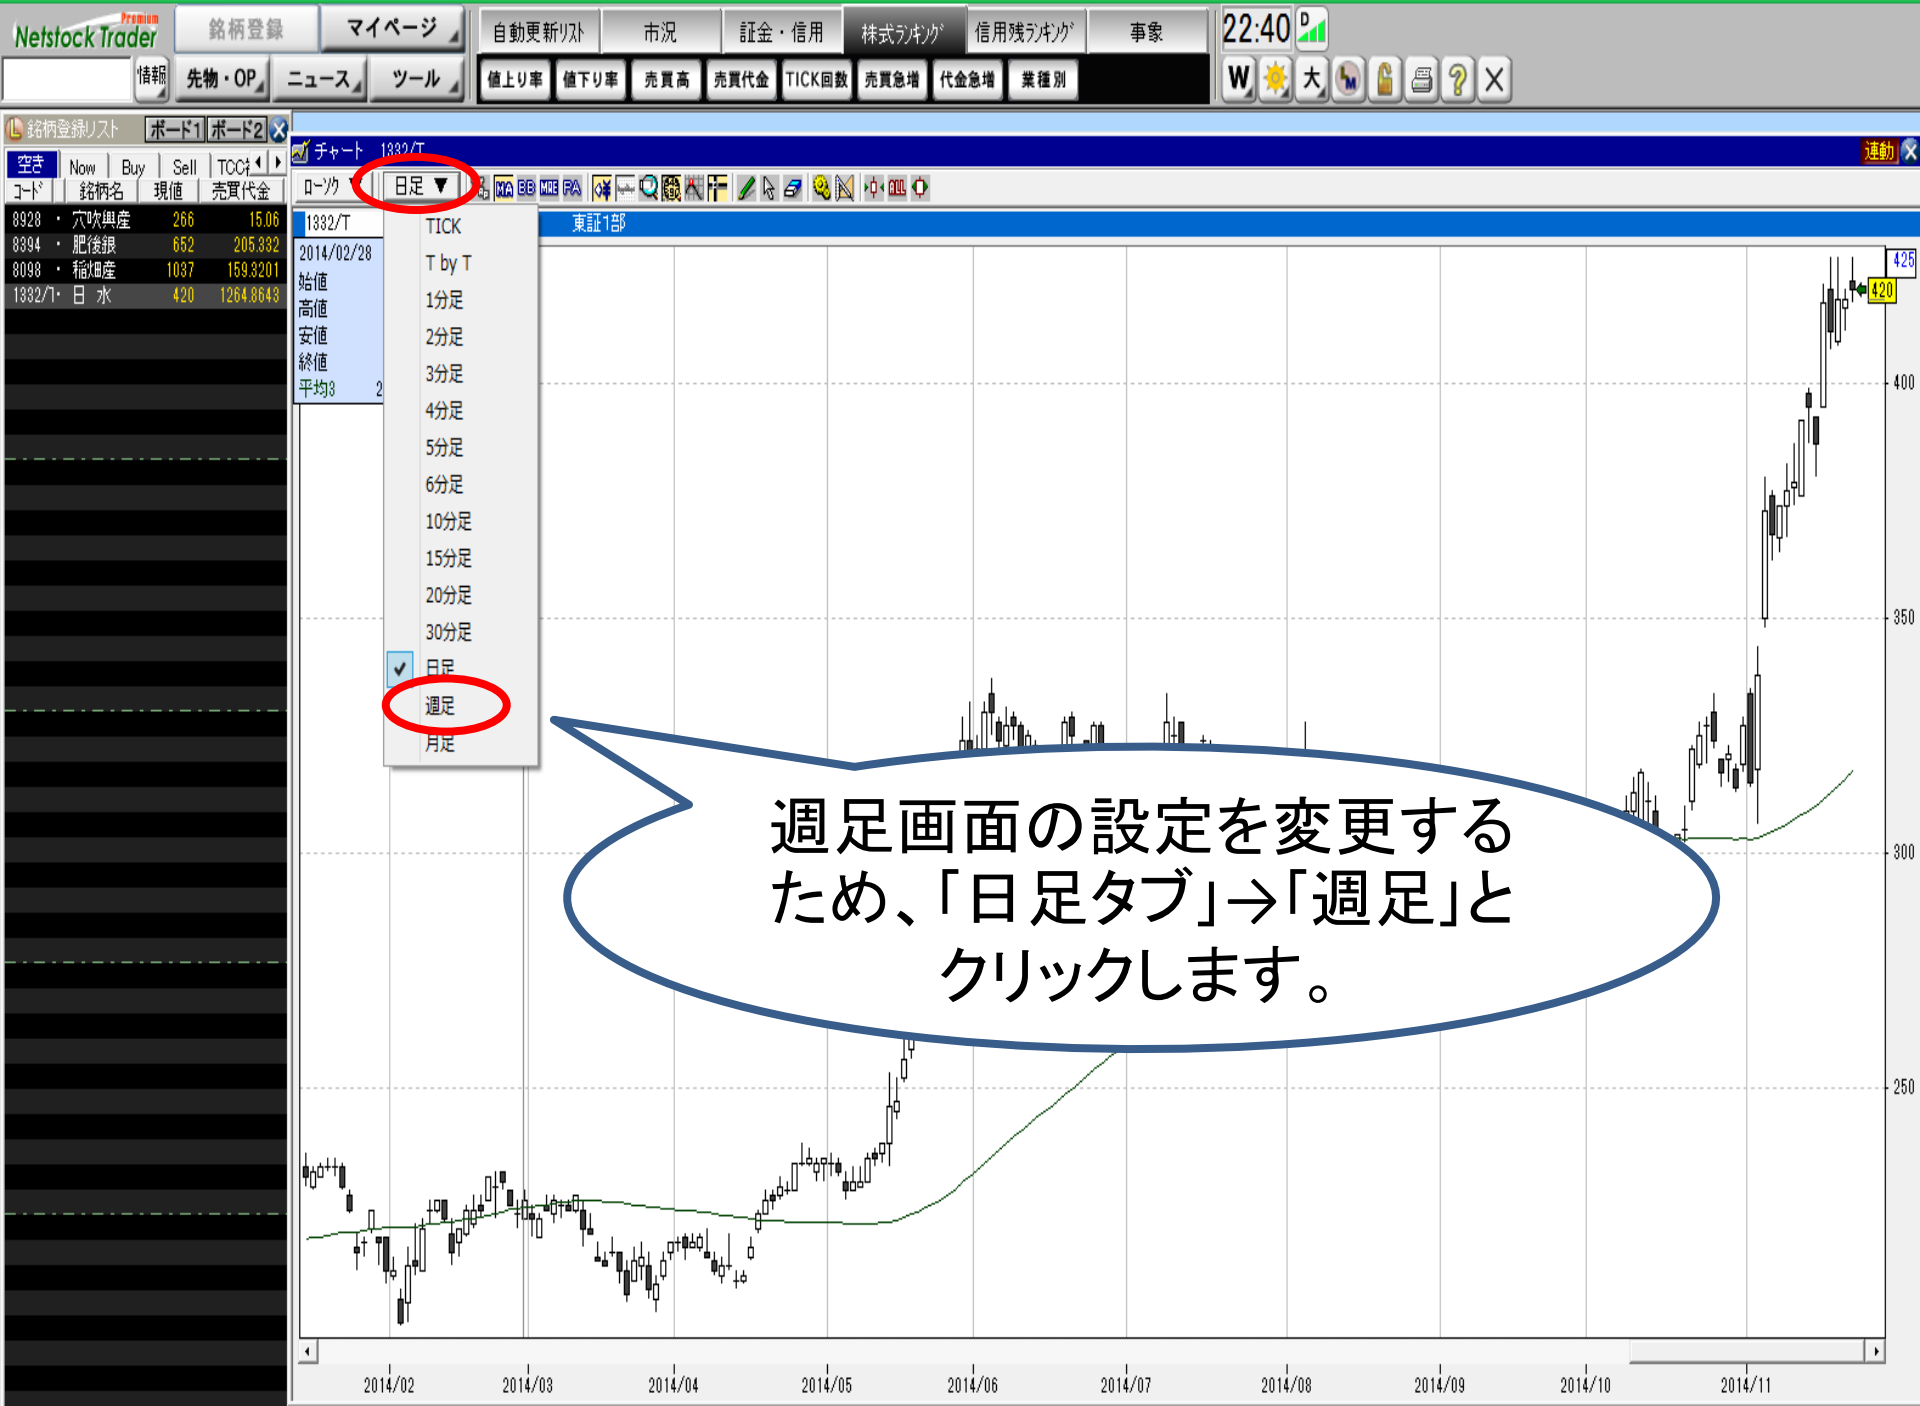 Netstock Trader Premium
銘柄登録
マイページ
自動更新リスト
市況
証金・信用
株式ランキング
信用残ランキング
事象
22:40
情報
先物・OP
ニュース
ツール
値上り率
値下り率
売買高
売買代金
TICK回数
売買急増
代金急増
業種別
W
大
銘柄登録リスト ボード1 ボード2
空き Now Buy Sell
コード 銘柄名 現値 売買代金
8928 ・ 穴吹興産 266 15.06
8394 ・ 肥後銀 652 205.332
8098 ・ 稲畑産 1037 159.3201
1332/T・ 日 水 420 1264.8643
チャート 1332/T
連動
ローソク ▼ 日足 ▼ MA BB RA ALL
1332/T 東証1部
2014/02/28
始値
高値
安値
終値
平均3 2
TICK
T by T
1分足
2分足
3分足
4分足
5分足
6分足
10分足
15分足
20分足
30分足
日足
週足
月足
425
420
400
350
300
250
週足画面の設定を変更する
ため、「日足タブ」→「週足」と
クリックします。
2014/02 2014/03 2014/04 2014/05 2014/06 2014/07 2014/08 2014/09 2014/10 2014/11